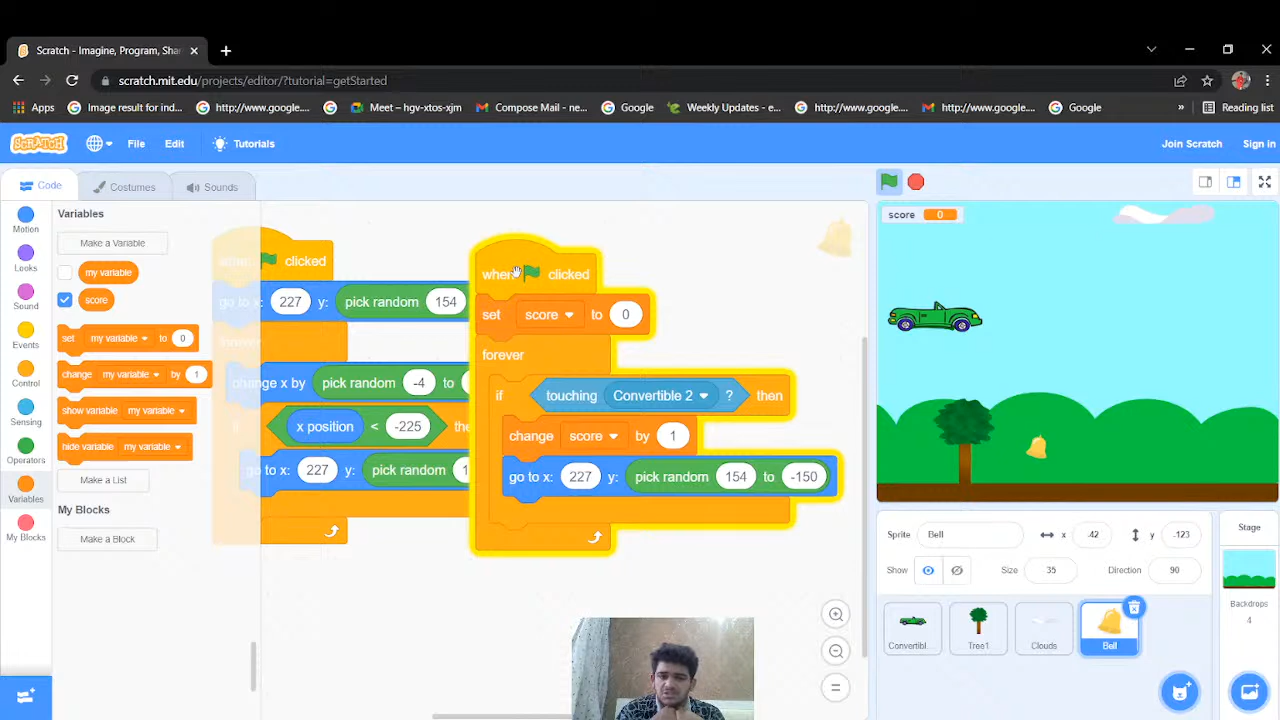 Scratch - Imagine, Program, Shar
scratch.mit.edu/projects/editor/?tutorial=getStarted
Apps Image result for ind... http://www.google... Meet – hgv-xtos-xjm Compose Mail - ne... Google Weekly Updates - e... http://www.google... http://www.google... Google » Reading list
SCRATCH File Edit Tutorials Join Scratch Sign in
Code Costumes Sounds
Motion
Looks
Sound
Events
Control
Sensing
Operators
Variables
My Blocks
Variables
Make a Variable
my variable
score
set my variable to 0
change my variable by 1
show variable my variable
hide variable my variable
Make a List
My Blocks
Make a Block
clicked
go to x: 227 y: pick random 154
change x by pick random -4 to
x position < -225 the
go to x: 227 y: pick random 1
when clicked
set score to 0
forever
if touching Convertible 2 ? then
change score by 1
go to x: 227 y: pick random 154 to -150
score 0
Sprite Bell x 42 y -123
Show Size 35 Direction 90
Convertibl...
Tree1
Clouds
Bell
Stage
Backdrops
4